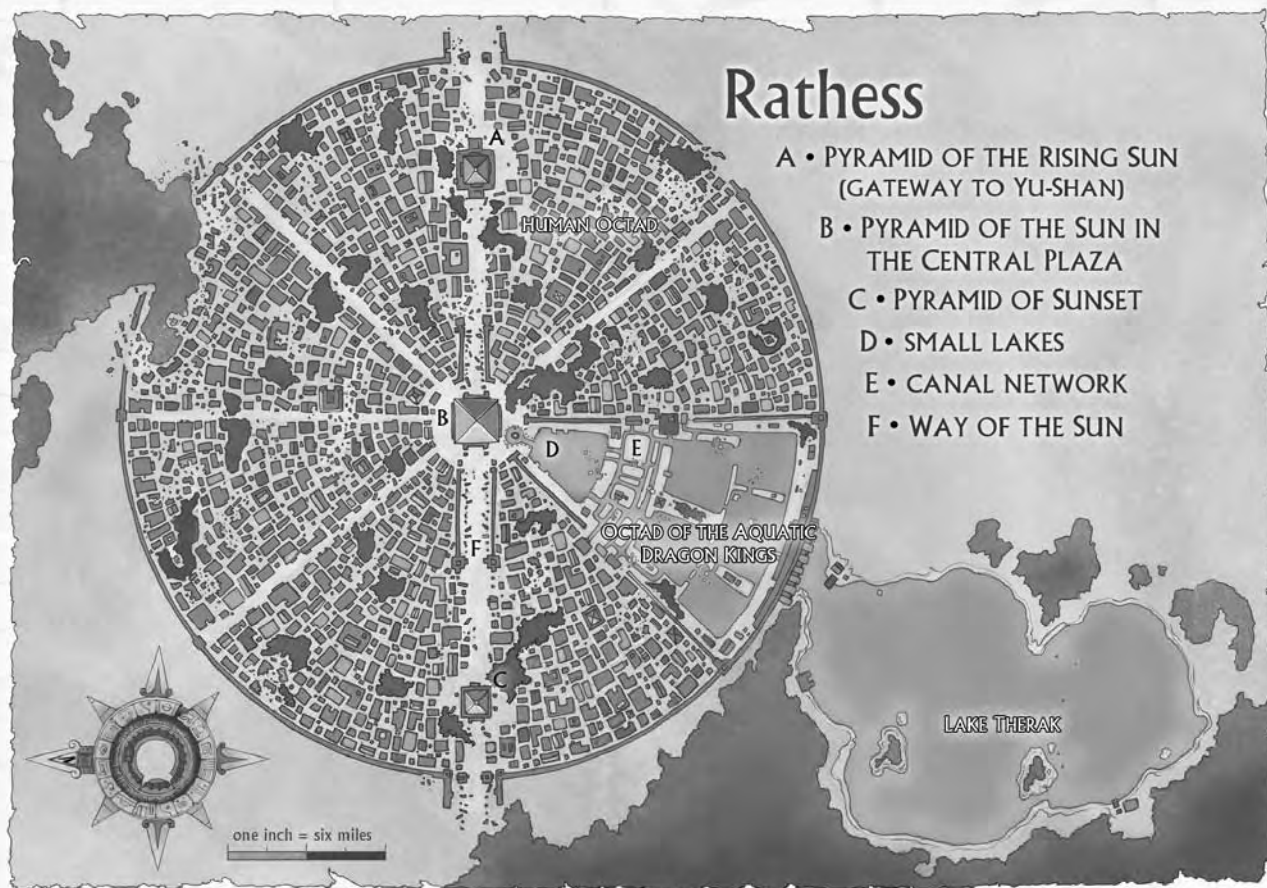 Rathess
A • Pyramid of the Rising Sun
(Gateway to Yu-Shan)
B • Pyramid of the Sun in
the Central Plaza
C • Pyramid of Sunset
D • Small Lakes
E • Canal Network
F • Way of the Sun
A
Human Octad
B
D
E
Octad of the Aquatic
Dragon Kings
F
C
Lake Therak
N
one inch = six miles